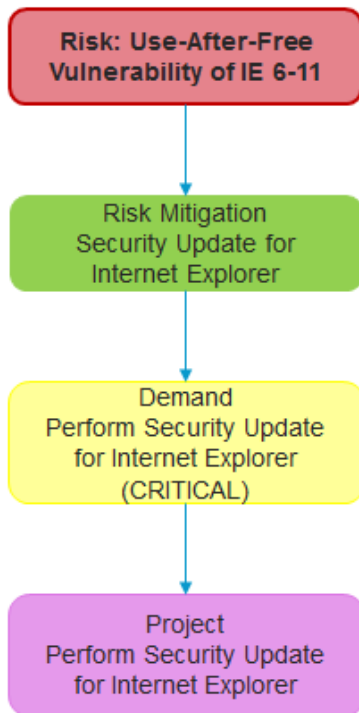 Risk: Use-After-Free
Vulnerability of IE 6-11
Risk Mitigation
Security Update for
Internet Explorer
Demand
Perform Security Update
for Internet Explorer
(CRITICAL)
Project
Perform Security Update
for Internet Explorer